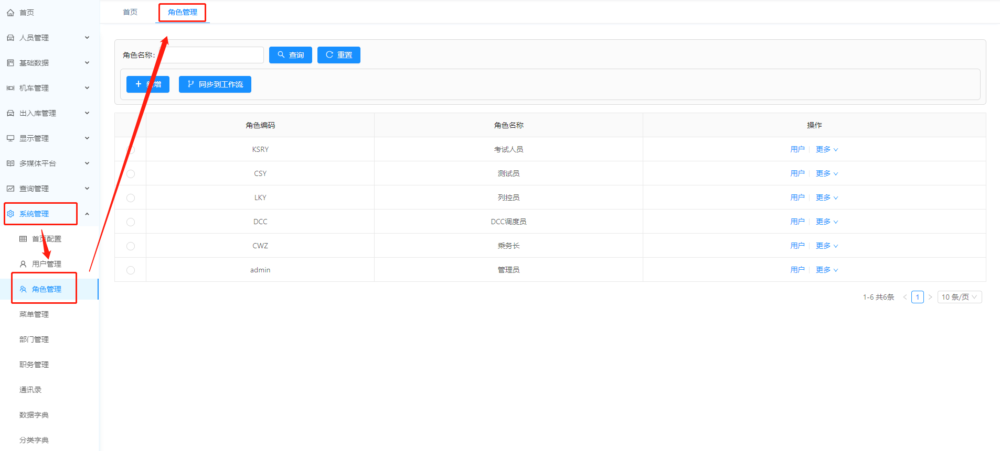 首页
人员管理
基础数据
机车管理
出入库管理
显示管理
多媒体平台
查询管理
系统管理
首页配置
用户管理
角色管理
菜单管理
部门管理
职务管理
通讯录
数据字典
分类字典
首页 角色管理
角色名称: 查询 重置
新增 同步到工作流
角色编码 角色名称 操作
KSRY 考试人员 用户 更多
CSY 测试员 用户 更多
LKY 列控员 用户 更多
DCC DCC调度员 用户 更多
CWZ 乘务长 用户 更多
admin 管理员 用户 更多
1-6 共6条 < 1 > 10 条/页